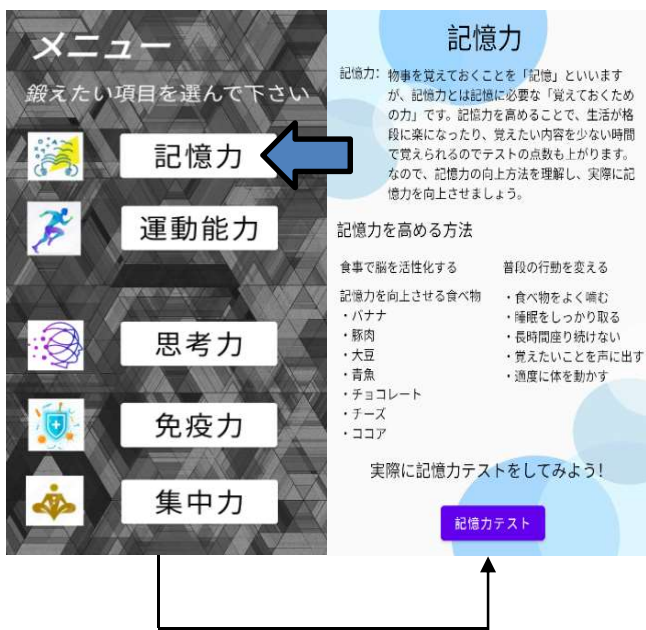 メニュー
鍛えたい項目を選んで下さい
記憶力
運動能力
思考力
免疫力
集中力
記憶力
記憶力: 物事を覚えておくことを「記憶」といいます
が、記憶力とは記憶に必要な「覚えておくため
の力」です。記憶力を高めることで、生活が格
段に楽になったり、覚えたい内容を少ない時間
で覚えられるのでテストの点数も上がります。
なので、記憶力の向上方法を理解し、実際に記
憶力を向上させましょう。
記憶力を高める方法
食事で脳を活性化する
記憶力を向上させる食べ物
・バナナ
・豚肉
・大豆
・青魚
・チョコレート
・チーズ
・ココア
普段の行動を変える
・食べ物をよく噛む
・睡眠をしっかり取る
・長時間座り続けない
・覚えたいことを声に出す
・適度に体を動かす
実際に記憶力テストをしてみよう!
記憶力テスト